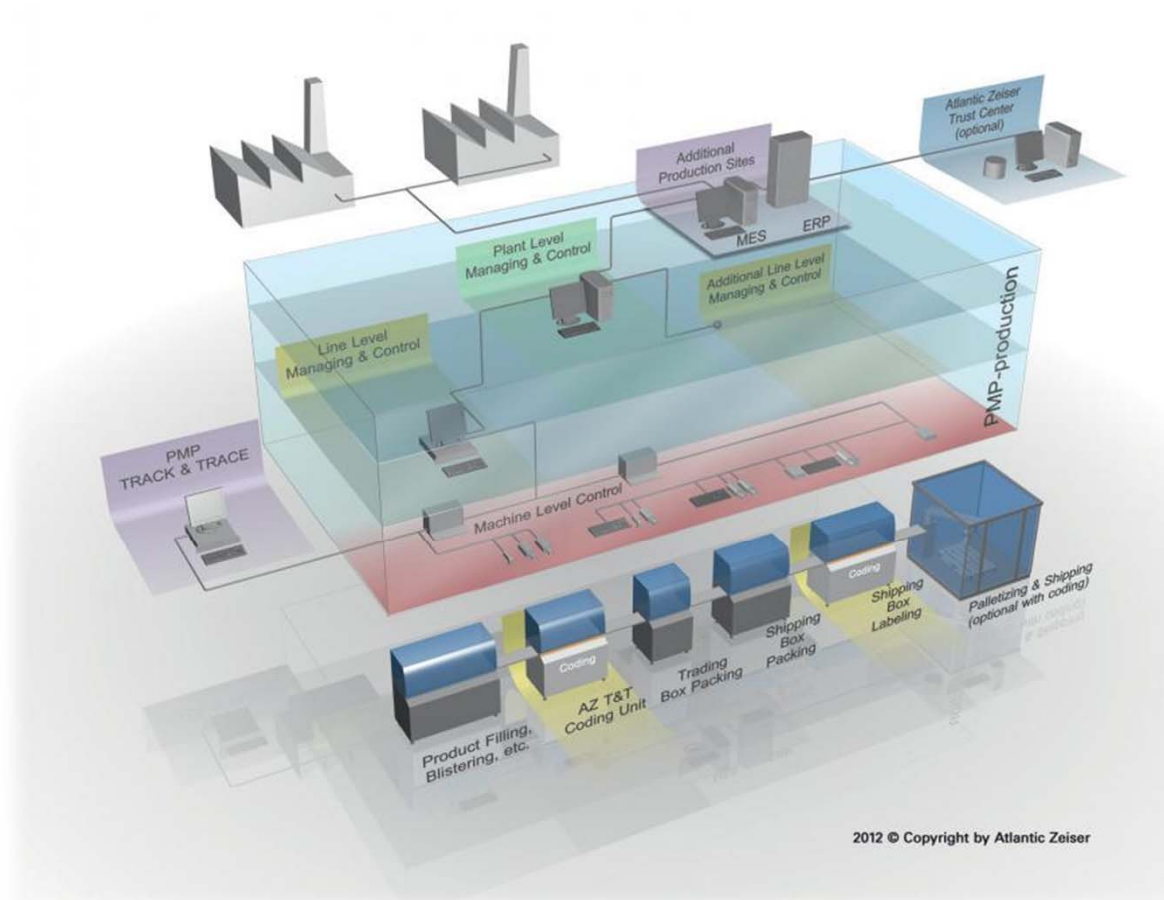 Atlantic Zeiser
Trust Center
(optional)
Additional
Production Sites
MES
ERP
Plant Level
Managing & Control
Additional Line Level
Managing & Control
Line Level
Managing & Control
PMP-production
PMP
TRACK & TRACE
Machine Level Control
Coding
Coding
Palletizing & Shipping
(optional with coding)
Shipping
Box
Labeling
Shipping
Box
Packing
Trading
Box Packing
AZ T&T
Coding Unit
Product Filling,
Blistering, etc.
2012 © Copyright by Atlantic Zeiser